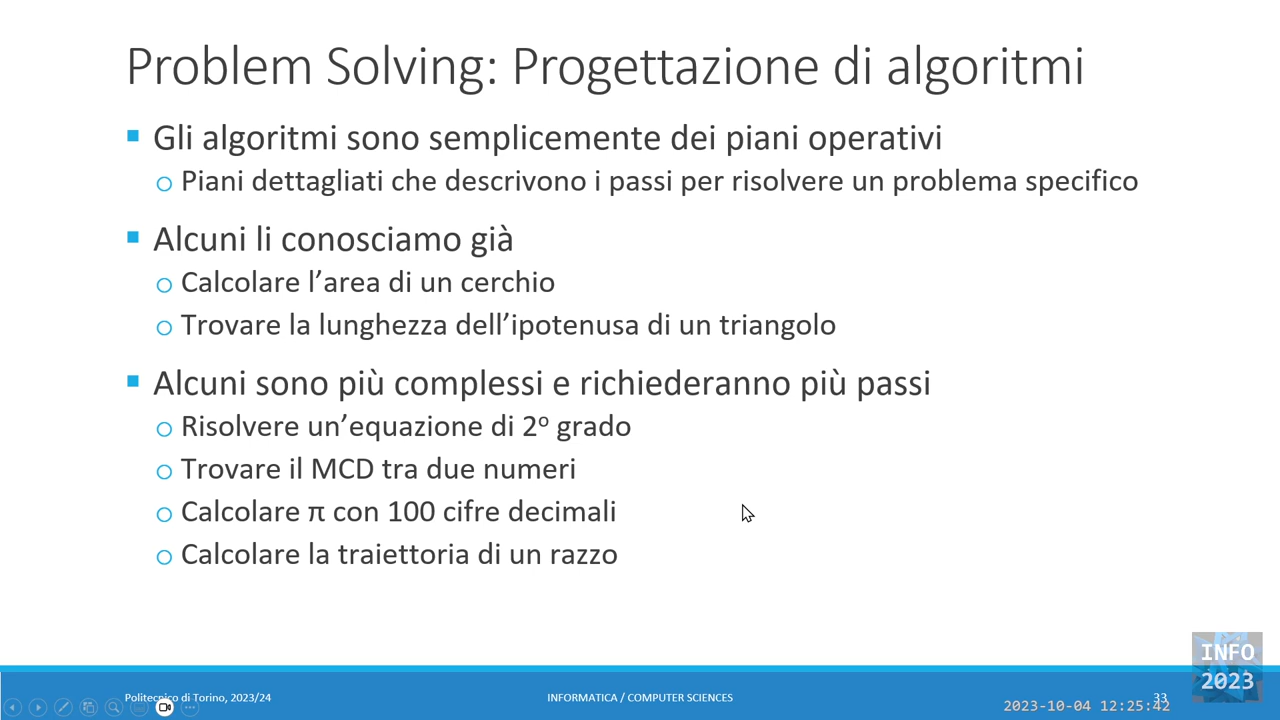 Problem Solving: Progettazione di algoritmi
Gli algoritmi sono semplicemente dei piani operativi
Piani dettagliati che descrivono i passi per risolvere un problema specifico
Alcuni li conosciamo già
Calcolare l’area di un cerchio
Trovare la lunghezza dell’ipotenusa di un triangolo
Alcuni sono più complessi e richiederanno più passi
Risolvere un’equazione di 2º grado
Trovare il MCD tra due numeri
Calcolare π con 100 cifre decimali
Calcolare la traiettoria di un razzo
INFO
2023
Politecnico di Torino, 2023/24
INFORMATICA / COMPUTER SCIENCES
33
2023-10-04 12:25:42